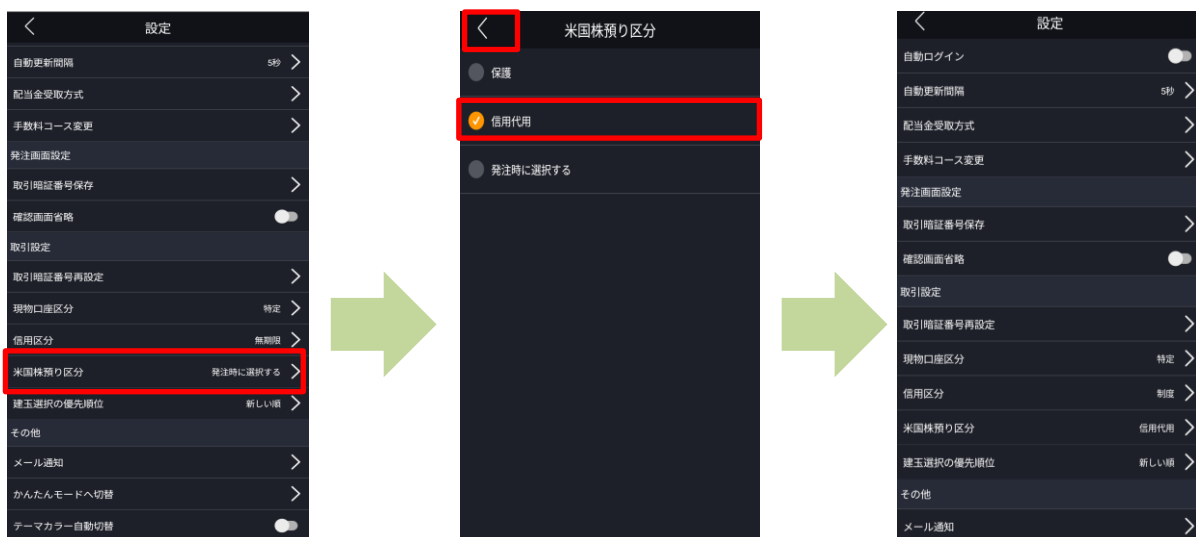 設定
自動更新間隔 5秒
配当金受取方式
手数料コース変更
発注画面設定
取引暗証番号保存
確認画面省略
取引設定
取引暗証番号再設定
現物口座区分 特定
信用区分 無期限
米国株預り区分 発注時に選択する
建玉選択の優先順位 新しい順
その他
メール通知
かんたんモードへ切替
テーマカラー自動切替
米国株預り区分
保護
信用代用
発注時に選択する
設定
自動ログイン
自動更新間隔 5秒
配当金受取方式
手数料コース変更
発注画面設定
取引暗証番号保存
確認画面省略
取引設定
取引暗証番号再設定
現物口座区分 特定
信用区分 制度
米国株預り区分 信用代用
建玉選択の優先順位 新しい順
その他
メール通知